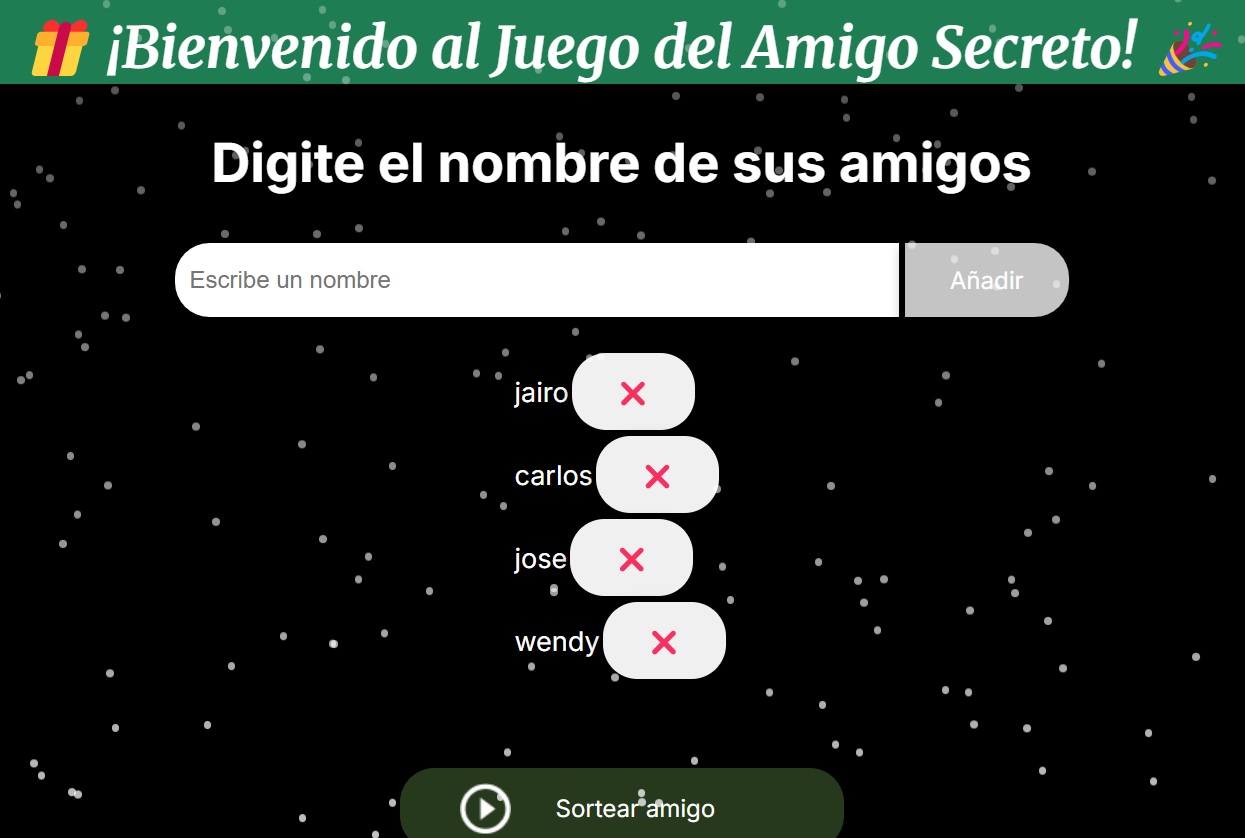 ¡Bienvenido al Juego del Amigo Secreto!
Digite el nombre de sus amigos
Escribe un nombre
Añadir
jairo
carlos
jose
wendy
Sortear amigo